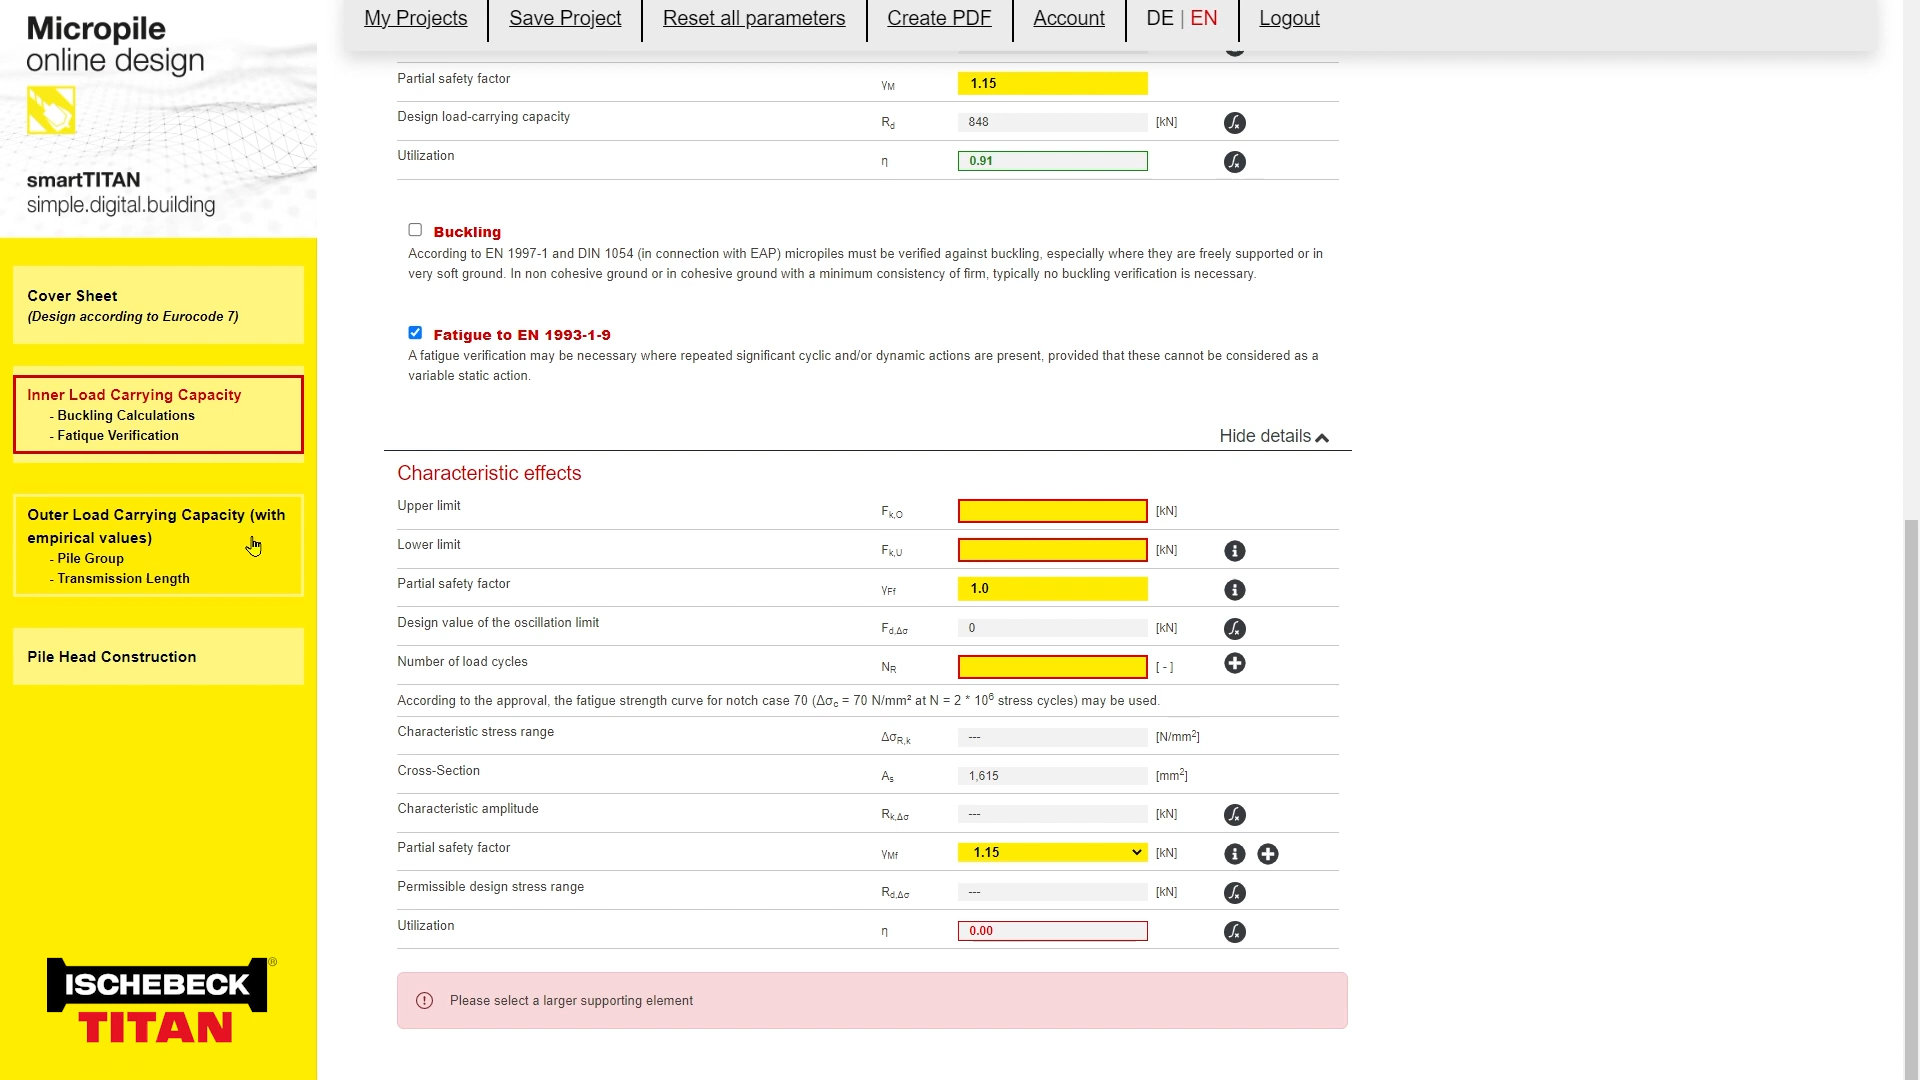 Micropile
online design
smartTITAN
simple.digital.building
My Projects
Save Project
Reset all parameters
Create PDF
Account
DE | EN
Logout
Cover Sheet
(Design according to Eurocode 7)
Inner Load Carrying Capacity
- Buckling Calculations
- Fatique Verification
Outer Load Carrying Capacity (with
empirical values)
- Pile Group
- Transmission Length
Pile Head Construction
ISCHEBECK®
TITAN
Partial safety factor γM 1.15
Design load-carrying capacity Rd 848 [kN]
Utilization η 0.91
Buckling
According to EN 1997-1 and DIN 1054 (in connection with EAP) micropiles must be verified against buckling, especially where they are freely supported or in
very soft ground. In non cohesive ground or in cohesive ground with a minimum consistency of firm, typically no buckling verification is necessary.
Fatigue to EN 1993-1-9
A fatigue verification may be necessary where repeated significant cyclic and/or dynamic actions are present, provided that these cannot be considered as a
variable static action.
Hide details
Characteristic effects
Upper limit Fk,O [kN]
Lower limit Fk,U [kN]
Partial safety factor γFf 1.0
Design value of the oscillation limit Fd,Δσ 0 [kN]
Number of load cycles NR [ - ]
According to the approval, the fatigue strength curve for notch case 70 (Δσc = 70 N/mm² at N = 2 * 10⁶ stress cycles) may be used.
Characteristic stress range ΔσR,k --- [N/mm²]
Cross-Section As 1,615 [mm²]
Characteristic amplitude Rk,Δσ --- [kN]
Partial safety factor γMf 1.15 [kN]
Permissible design stress range Rd,Δσ --- [kN]
Utilization η 0.00
Please select a larger supporting element